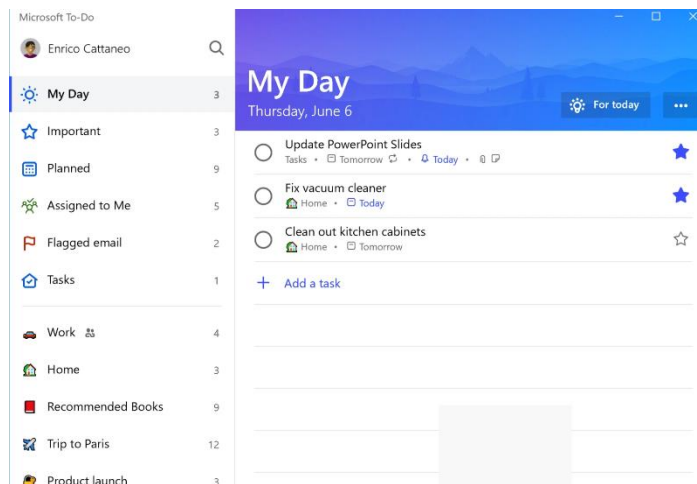 Microsoft To-Do
Enrico Cattaneo
My Day 3
Important 3
Planned 9
Assigned to Me 5
Flagged email 2
Tasks 1
Work 4
Home 3
Recommended Books 9
Trip to Paris 12
Product launch 3
My Day
Thursday, June 6
For today
Update PowerPoint Slides
Tasks • Tomorrow • Today •
Fix vacuum cleaner
Home • Today
Clean out kitchen cabinets
Home • Tomorrow
Add a task